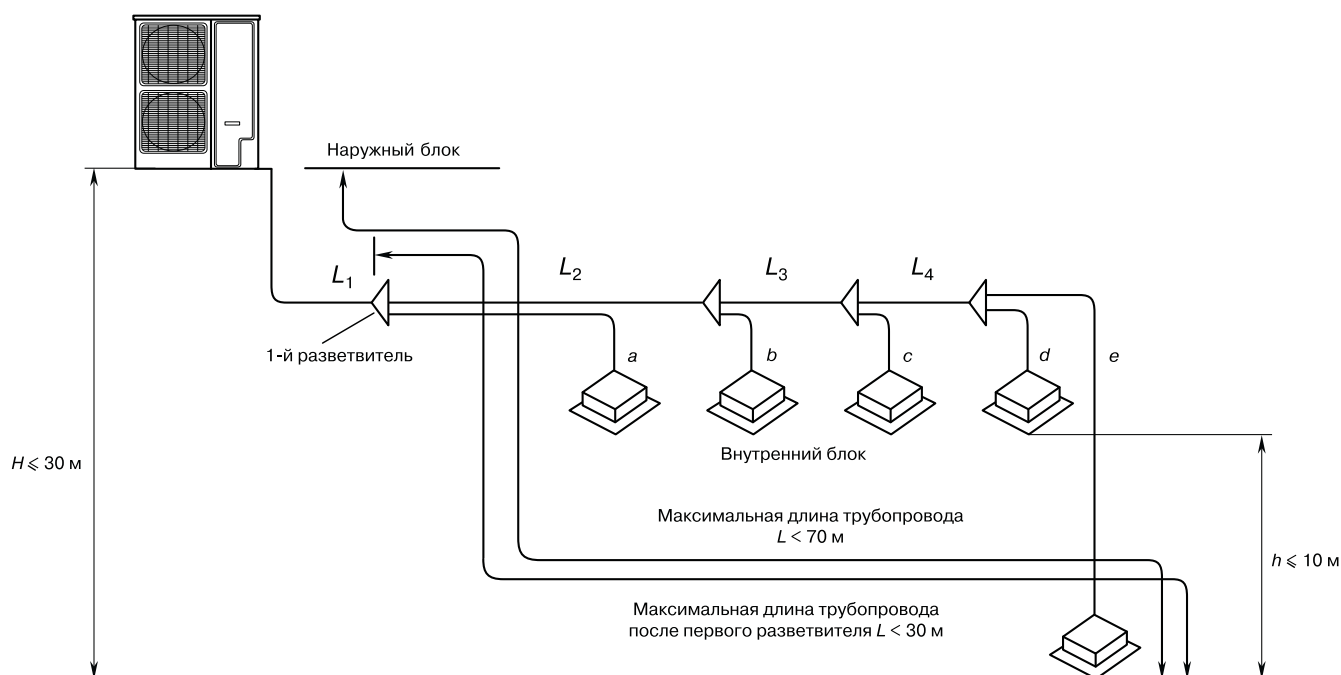 Наружный блок
L1
L2
L3
L4
1-й разветвитель
a
b
c
d
e
Внутренний блок
H ⩽ 30 м
Максимальная длина трубопровода
L < 70 м
h ⩽ 10 м
Максимальная длина трубопровода
после первого разветвителя L < 30 м